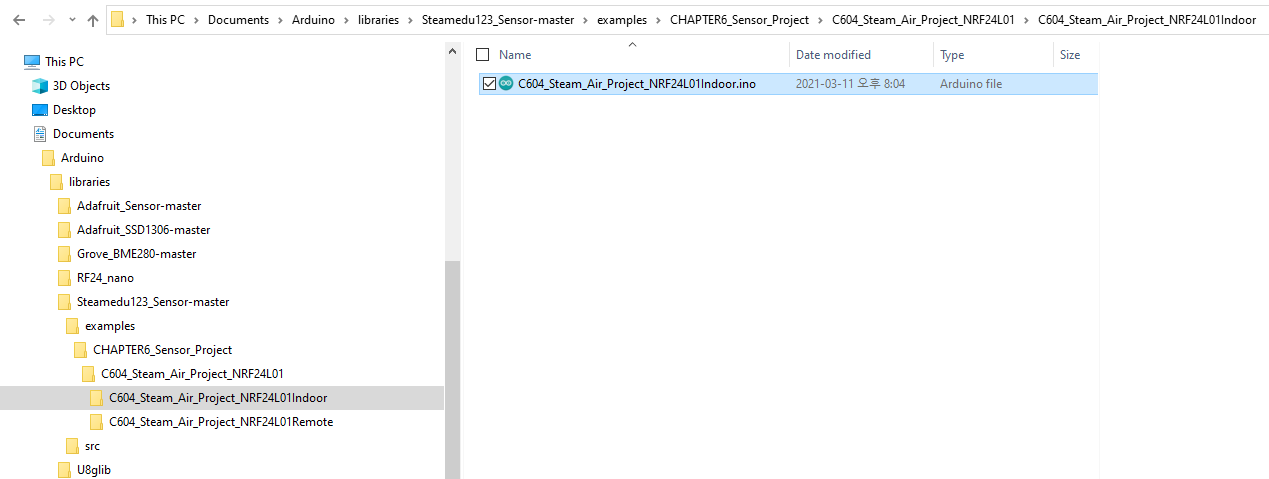 This PC > Documents > Arduino > libraries > Steamedu123_Sensor-master > examples > CHAPTER6_Sensor_Project > C604_Steam_Air_Project_NRF24L01 > C604_Steam_Air_Project_NRF24L01Indoor
This PC
3D Objects
Desktop
Documents
Arduino
libraries
Adafruit_Sensor-master
Adafruit_SSD1306-master
Grove_BME280-master
RF24_nano
Steamedu123_Sensor-master
examples
CHAPTER6_Sensor_Project
C604_Steam_Air_Project_NRF24L01
C604_Steam_Air_Project_NRF24L01Indoor
C604_Steam_Air_Project_NRF24L01Remote
src
U8glib
Name Date modified Type Size
C604_Steam_Air_Project_NRF24L01Indoor.ino 2021-03-11 오후 8:04 Arduino file